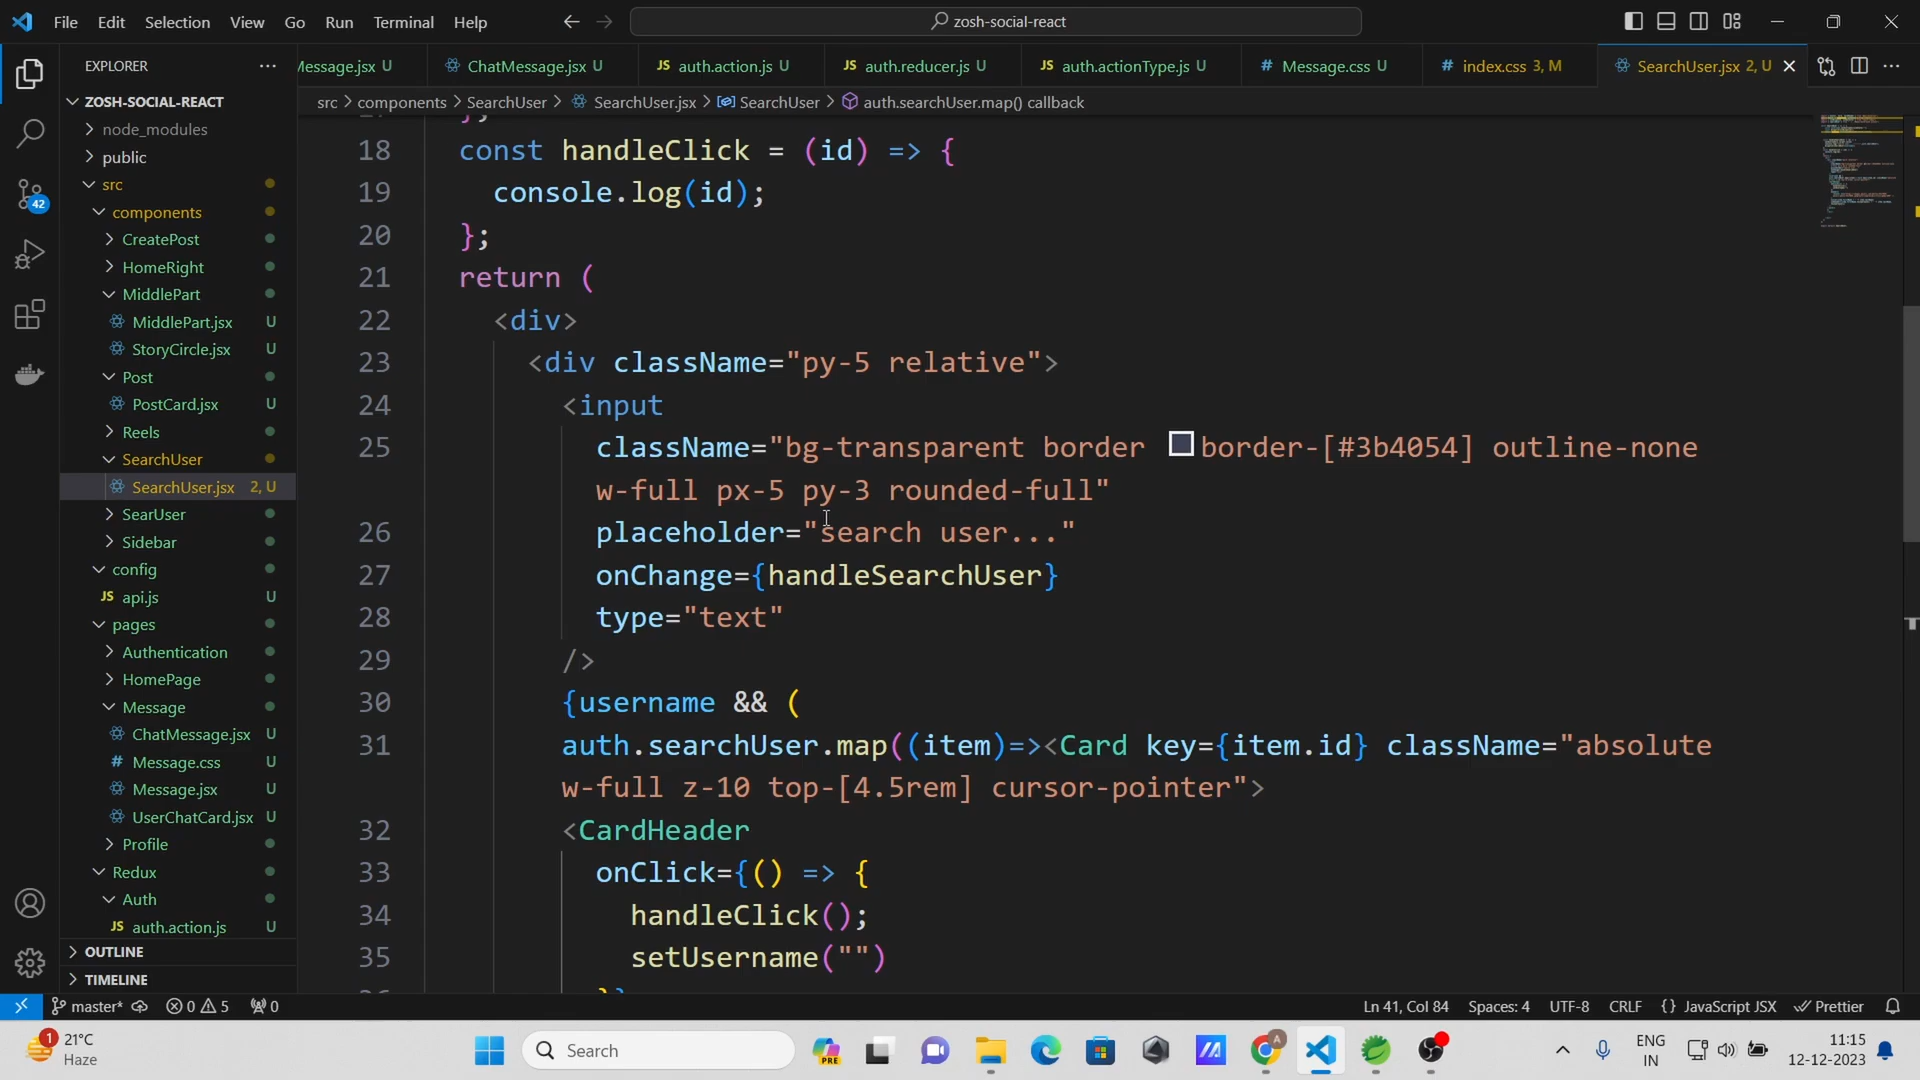 File Edit Selection View Go Run Terminal Help
zosh-social-react
EXPLORER
Message.jsx U
ChatMessage.jsx U
JS auth.action.js U
JS auth.reducer.js U
JS auth.actionType.js U
# Message.css U
# index.css 3, M
SearchUser.jsx 2, U
src > components > SearchUser > SearchUser.jsx > SearchUser > auth.searchUser.map() callback
ZOSH-SOCIAL-REACT
node_modules
public
src
components
CreatePost
HomeRight
MiddlePart
MiddlePart.jsx U
StoryCircle.jsx U
Post
PostCard.jsx U
Reels
SearchUser
SearchUser.jsx 2, U
SearUser
Sidebar
config
JS api.js U
pages
Authentication
HomePage
Message
ChatMessage.jsx U
# Message.css U
Message.jsx U
UserChatCard.jsx U
Profile
Redux
Auth
JS auth.action.js U
OUTLINE
TIMELINE
42
18 const handleClick = (id) => {
19 console.log(id);
20 };
21 return (
22 <div>
23 <div className="py-5 relative">
24 <input
25 className="bg-transparent border border-[#3b4054] outline-none
w-full px-5 py-3 rounded-full"
26 placeholder="search user..."
27 onChange={handleSearchUser}
28 type="text"
29 />
30 {username && (
31 auth.searchUser.map((item)=><Card key={item.id} className="absolute
w-full z-10 top-[4.5rem] cursor-pointer">
32 <CardHeader
33 onClick={() => {
34 handleClick();
35 setUsername("")
master* 0 5 0
Ln 41, Col 84 Spaces: 4 UTF-8 CRLF {} JavaScript JSX Prettier
1
21°C
Haze
Search
PRE
A
ENG
IN
11:15
12-12-2023